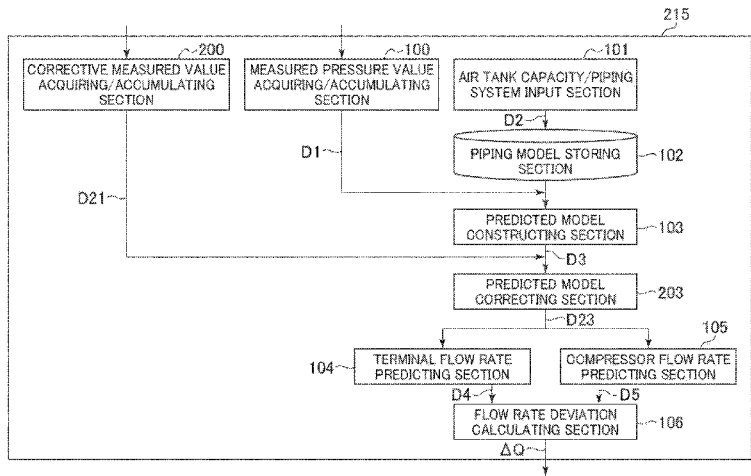 215
200
CORRECTIVE MEASURED VALUE
ACQUIRING/ACCUMULATING
SECTION
100
MEASURED PRESSURE VALUE
ACQUIRING/ACCUMULATING
SECTION
101
AIR TANK CAPACITY/PIPING
SYSTEM INPUT SECTION
D2
D1
PIPING MODEL STORING
SECTION
102
D21
PREDICTED MODEL
CONSTRUCTING SECTION
103
D3
PREDICTED MODEL
CORRECTING SECTION
203
D23
105
104
TERMINAL FLOW RATE
PREDICTING SECTION
COMPRESSOR FLOW RATE
PREDICTING SECTION
D4
D5
FLOW RATE DEVIATION
CALCULATING SECTION
106
ΔQ